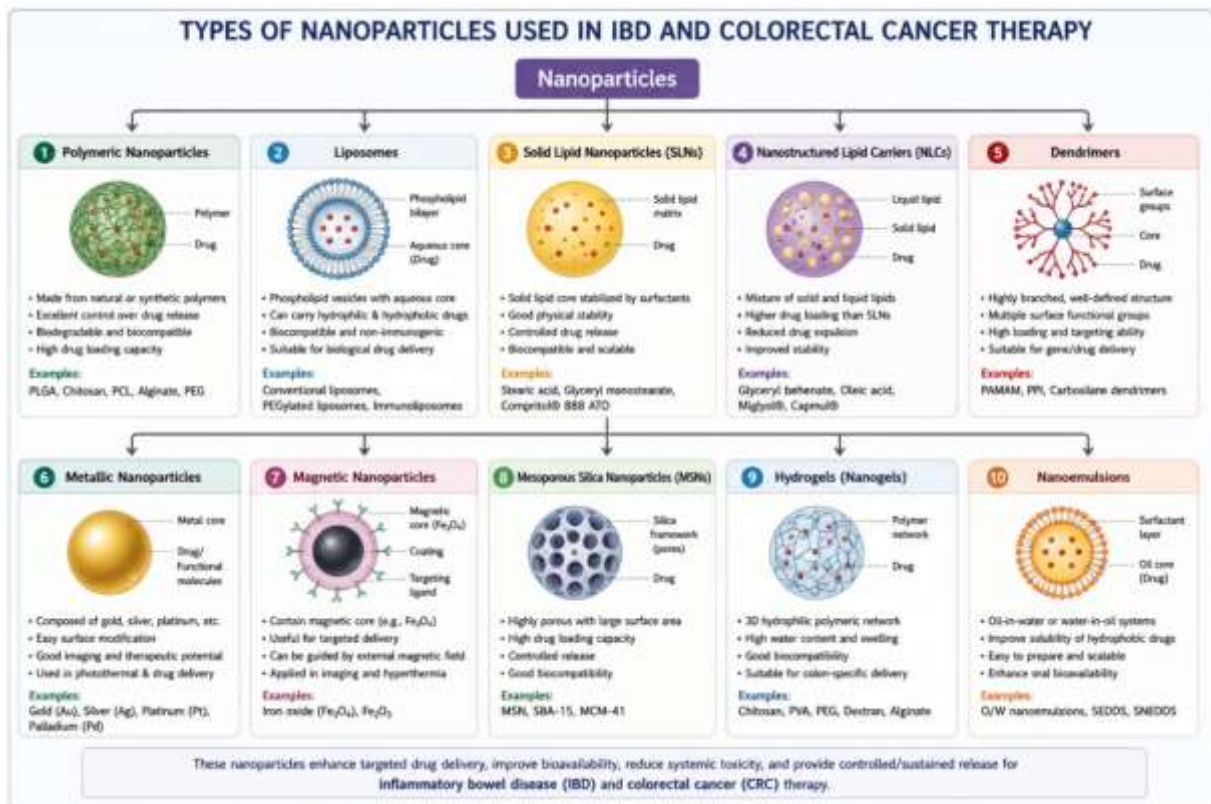 TYPES OF NANOPARTICLES USED IN IBD AND COLORECTAL CANCER THERAPY
Nanoparticles
1 Polymeric Nanoparticles
Polymer
Drug
• Made from natural or synthetic polymers
• Excellent control over drug release
• Biodegradable and biocompatible
• High drug loading capacity
Examples:
PLGA, Chitosan, PCL, Alginate, PEG
2 Liposomes
Phospholipid
bilayer
Aqueous core
(Drug)
• Phospholipid vesicles with aqueous core
• Can carry hydrophilic & hydrophobic drugs
• Biocompatible and non-immunogenic
• Suitable for biological drug delivery
Examples:
Conventional liposomes,
PEGylated liposomes, Immunoliposomes
3 Solid Lipid Nanoparticles (SLNs)
Solid lipid
matrix
Drug
• Solid lipid core stabilized by surfactants
• Good physical stability
• Controlled drug release
• Biocompatible and scalable
Examples:
Stearic acid, Glyceryl monostearate,
Compritol® 888 ATO
4 Nanostructured Lipid Carriers (NLCs)
Liquid lipid
Solid lipid
Drug
• Mixture of solid and liquid lipids
• Higher drug loading than SLNs
• Reduced drug expulsion
• Improved stability
Examples:
Glyceryl behenate, Oleic acid,
Miglyol®, Capmul®
5 Dendrimers
Surface
groups
Core
Drug
• Highly branched, well-defined structure
• Multiple surface functional groups
• High loading and targeting ability
• Suitable for gene/drug delivery
Examples:
PAMAM, PPI, Carbosilane dendrimers
6 Metallic Nanoparticles
Metal core
Drug/
Functional
molecules
• Composed of gold, silver, platinum, etc.
• Easy surface modification
• Good imaging and therapeutic potential
• Used in photothermal & drug delivery
Examples:
Gold (Au), Silver (Ag), Platinum (Pt),
Palladium (Pd)
7 Magnetic Nanoparticles
Magnetic
core (Fe₃O₄)
Coating
Targeting
ligand
• Contain magnetic core (e.g., Fe₃O₄)
• Useful for targeted delivery
• Can be guided by external magnetic field
• Applied in imaging and hyperthermia
Examples:
Iron oxide (Fe₃O₄), Fe₂O₃
8 Mesoporous Silica Nanoparticles (MSNs)
Silica
framework
(pores)
Drug
• Highly porous with large surface area
• High drug loading capacity
• Controlled release
• Good biocompatibility
Examples:
MSN, SBA-15, MCM-41
9 Hydrogels (Nanogels)
Polymer
network
Drug
• 3D hydrophilic polymeric network
• High water content and swelling
• Good biocompatibility
• Suitable for colon-specific delivery
Examples:
Chitosan, PVA, PEG, Dextran, Alginate
10 Nanoemulsions
Surfactant
layer
Oil core
(Drug)
• Oil-in-water or water-in-oil systems
• Improve solubility of hydrophobic drugs
• Easy to prepare and scalable
• Enhance oral bioavailability
Examples:
O/W nanoemulsions, SEDDS, SNEDDS
These nanoparticles enhance targeted drug delivery, improve bioavailability, reduce systemic toxicity, and provide controlled/sustained release for
inflammatory bowel disease (IBD) and colorectal cancer (CRC) therapy.